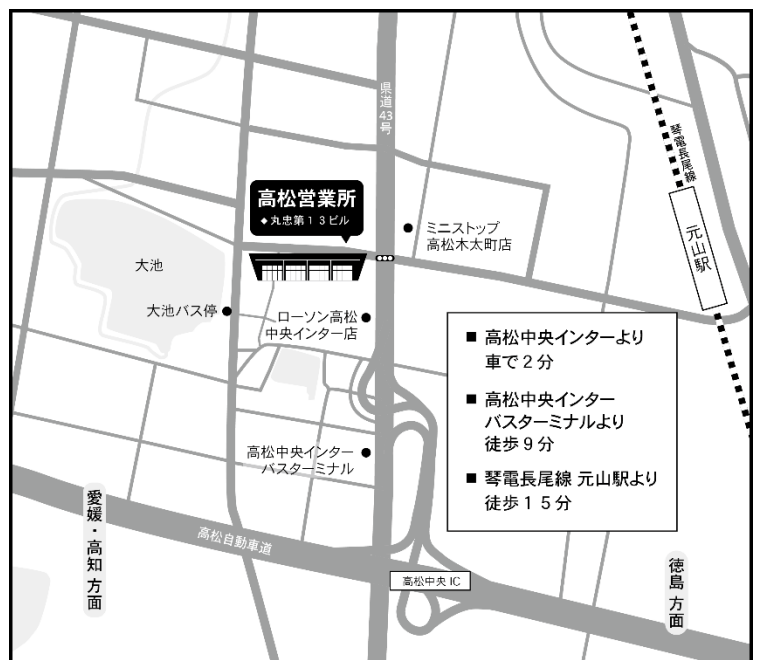 県道43号
琴電長尾線
高松営業所
◆丸忠第１３ビル
ミニストップ
高松木太町店
元山駅
大池
大池バス停
ローソン高松
中央インター店
■ 高松中央インターより
車で２分
■ 高松中央インター
バスターミナルより
徒歩９分
■ 琴電長尾線 元山駅より
徒歩１５分
高松中央インター
バスターミナル
愛媛・高知 方面
高松自動車道
高松中央 IC
徳島 方面